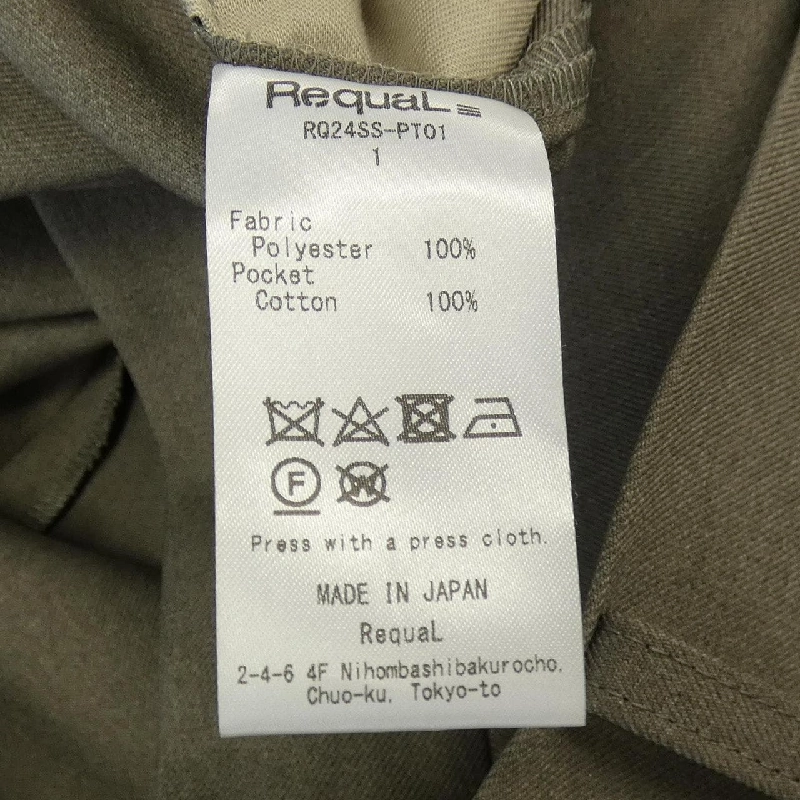 RequaL≡
RQ24SS-PT01
1
Fabric
Polyester 100%
Pocket
Cotton 100%
F
W
Press with a press cloth.
MADE IN JAPAN
RequaL
2-4-6 4F Nihombashibakurocho,
Chuo-ku, Tokyo-to